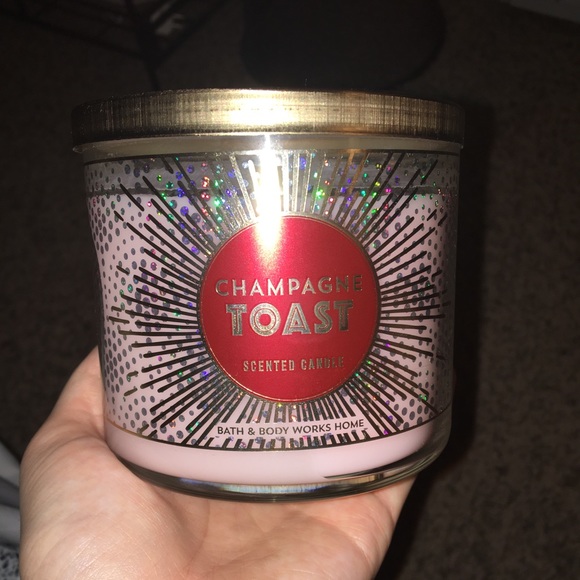 CHAMPAGNE
TOAST
SCENTED CANDLE
BATH & BODY WORKS HOME